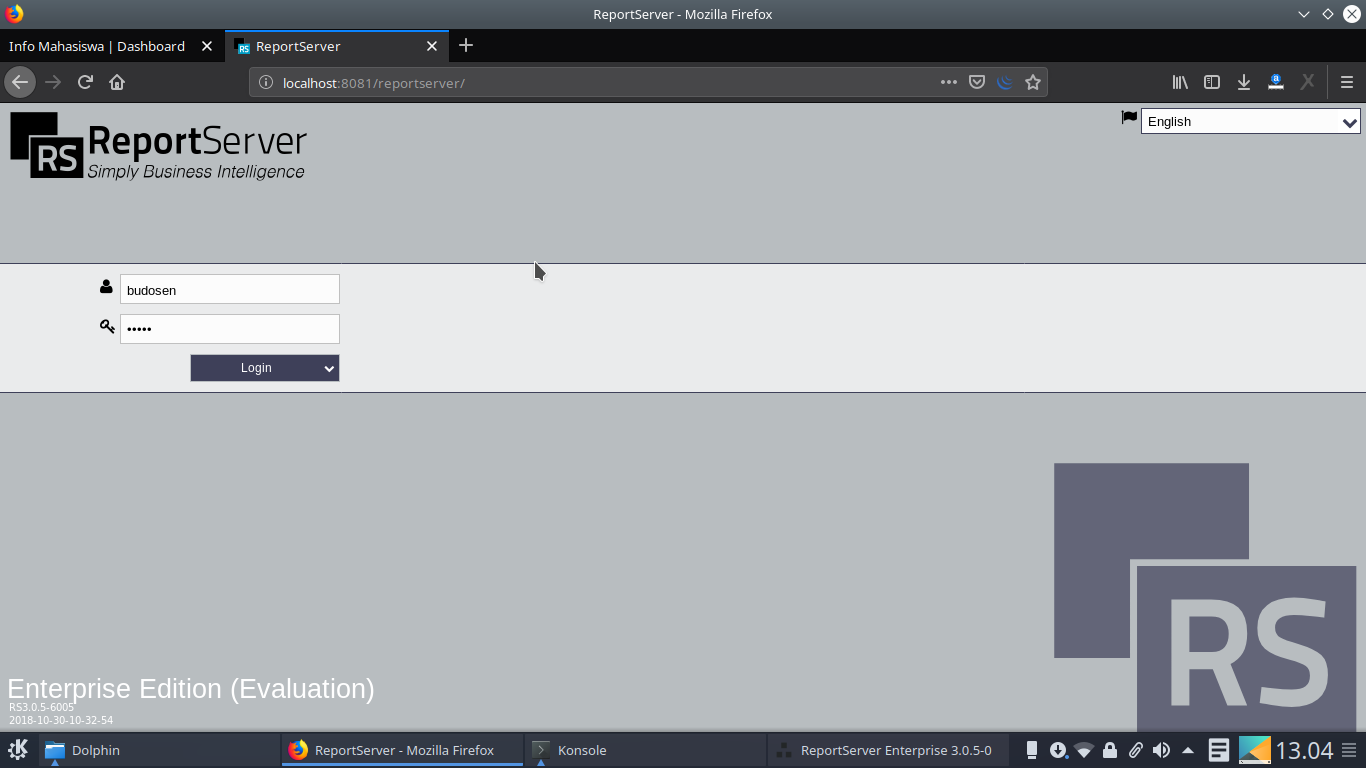 ReportServer - Mozilla Firefox
Info Mahasiswa | Dashboard
ReportServer
localhost:8081/reportserver/
RS ReportServer
Simply Business Intelligence
English
budosen
•••••
Login
RS
Enterprise Edition (Evaluation)
RS3.0.5-6005
2018-10-30-10-32-54
Dolphin
ReportServer - Mozilla Firefox
Konsole
ReportServer Enterprise 3.0.5-0
13.04